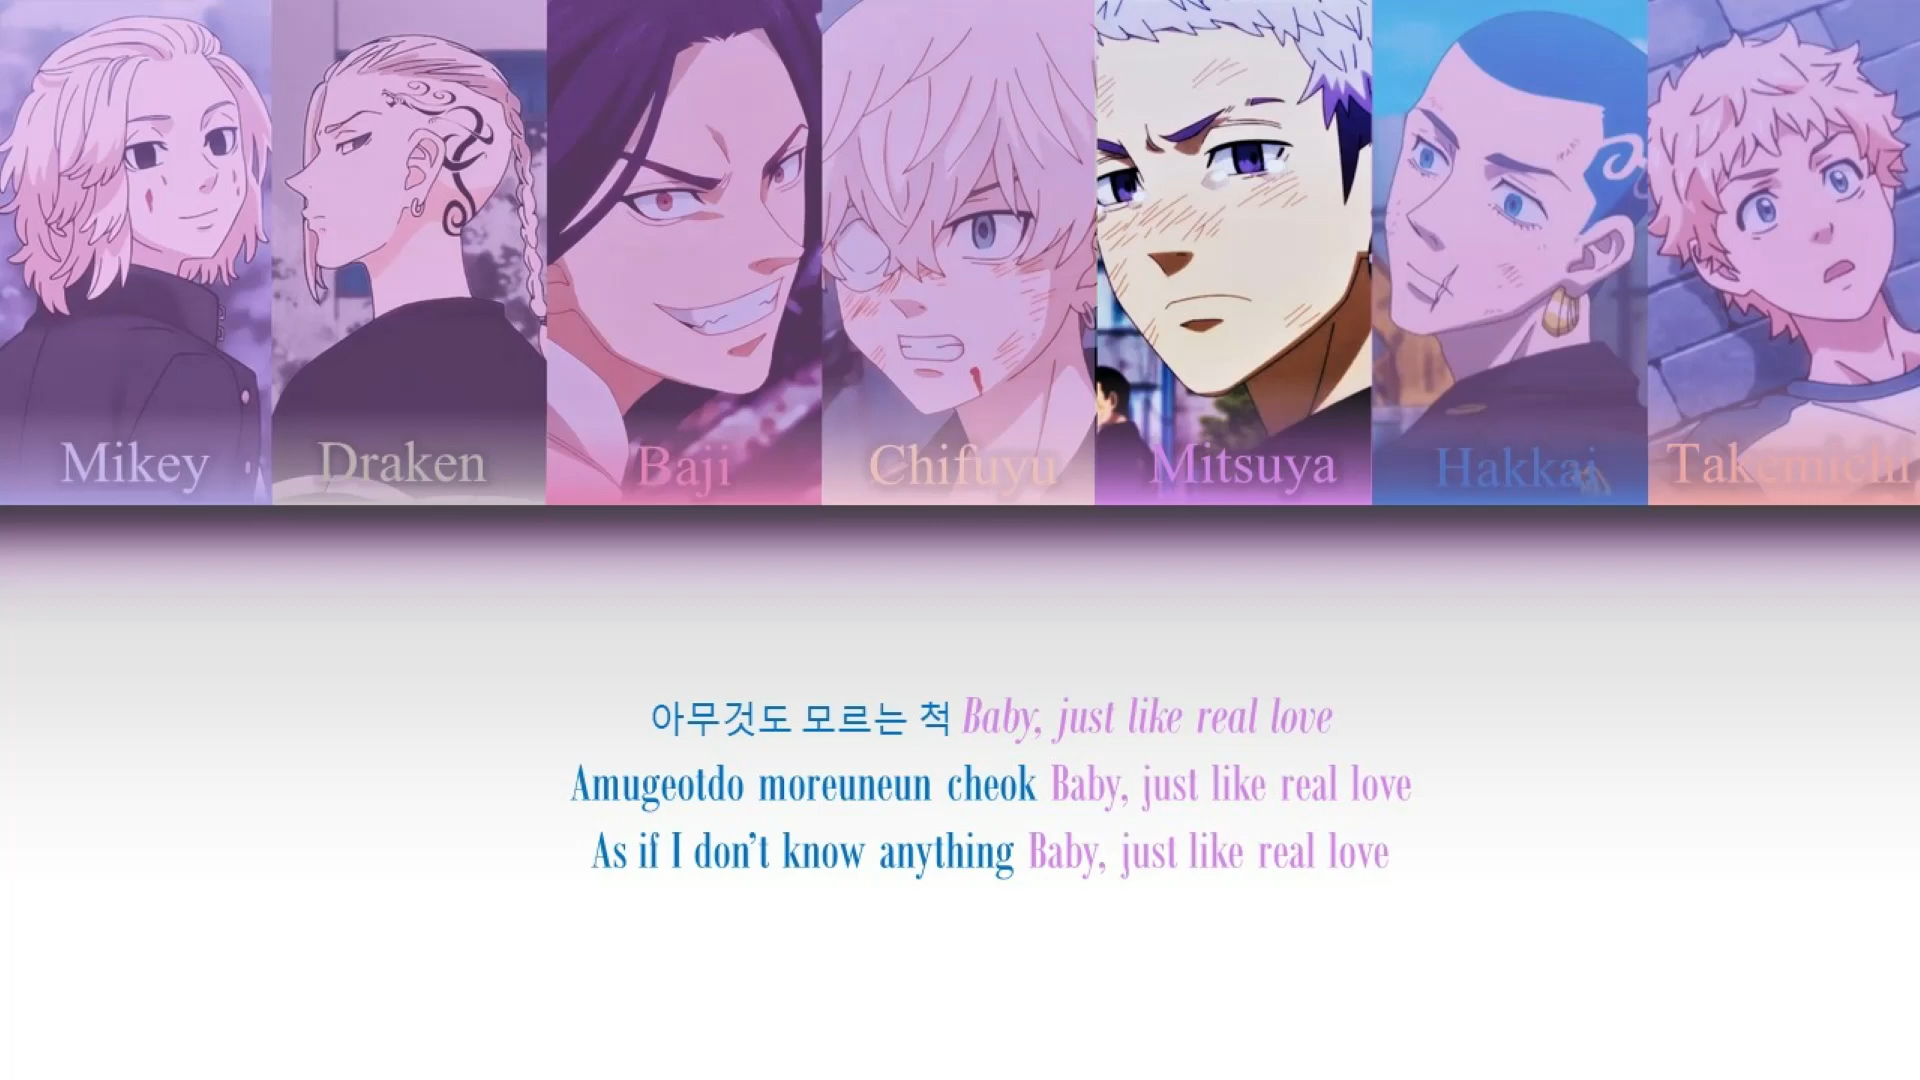 Mikey Draken Baji Chifuyu Mitsuya Hakkai Takemichi
아무것도 모르는 척 Baby, just like real love
Amugeotdo moreuneun cheok Baby, just like real love
As if I don't know anything Baby, just like real love